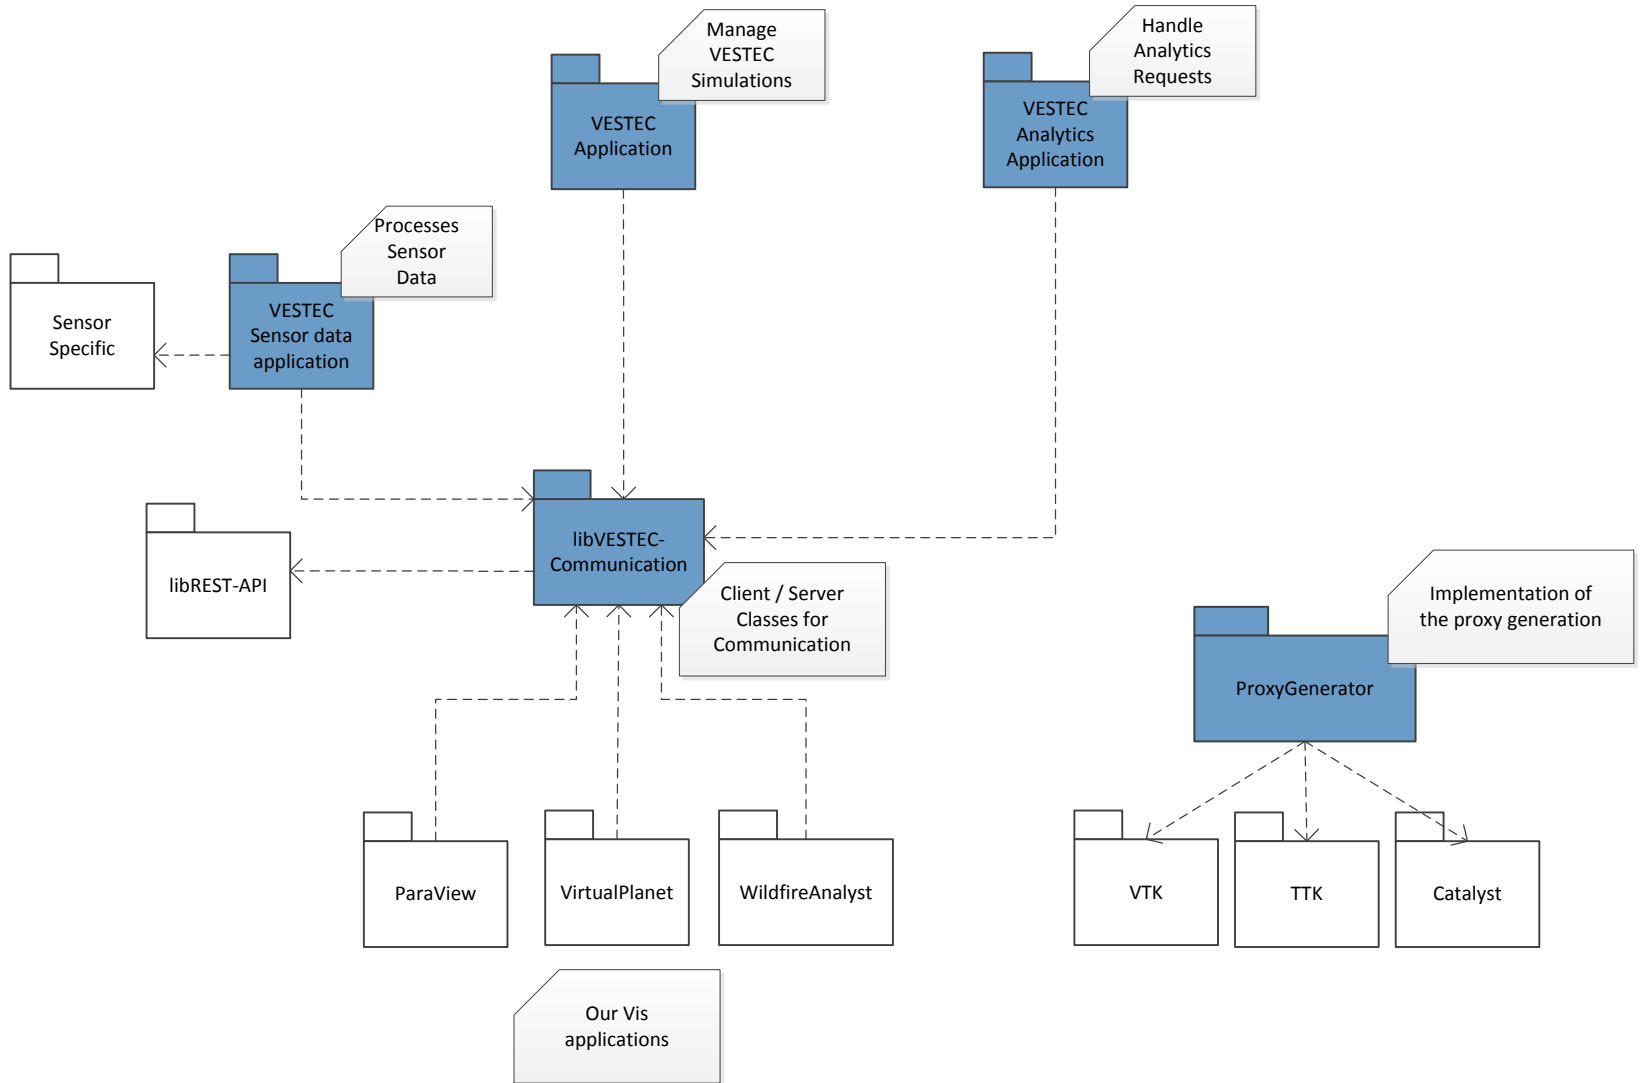 Manage
VESTEC
Simulations
Handle
Analytics
Requests
VESTEC
Application
VESTEC
Analytics
Application
Processes
Sensor
Data
Sensor
Specific
VESTEC
Sensor data
application
libVESTEC-
Communication
libREST-API
Client / Server
Classes for
Communication
Implementation of
the proxy generation
ProxyGenerator
ParaView
VirtualPlanet
WildfireAnalyst
VTK
TTK
Catalyst
Our Vis
applications